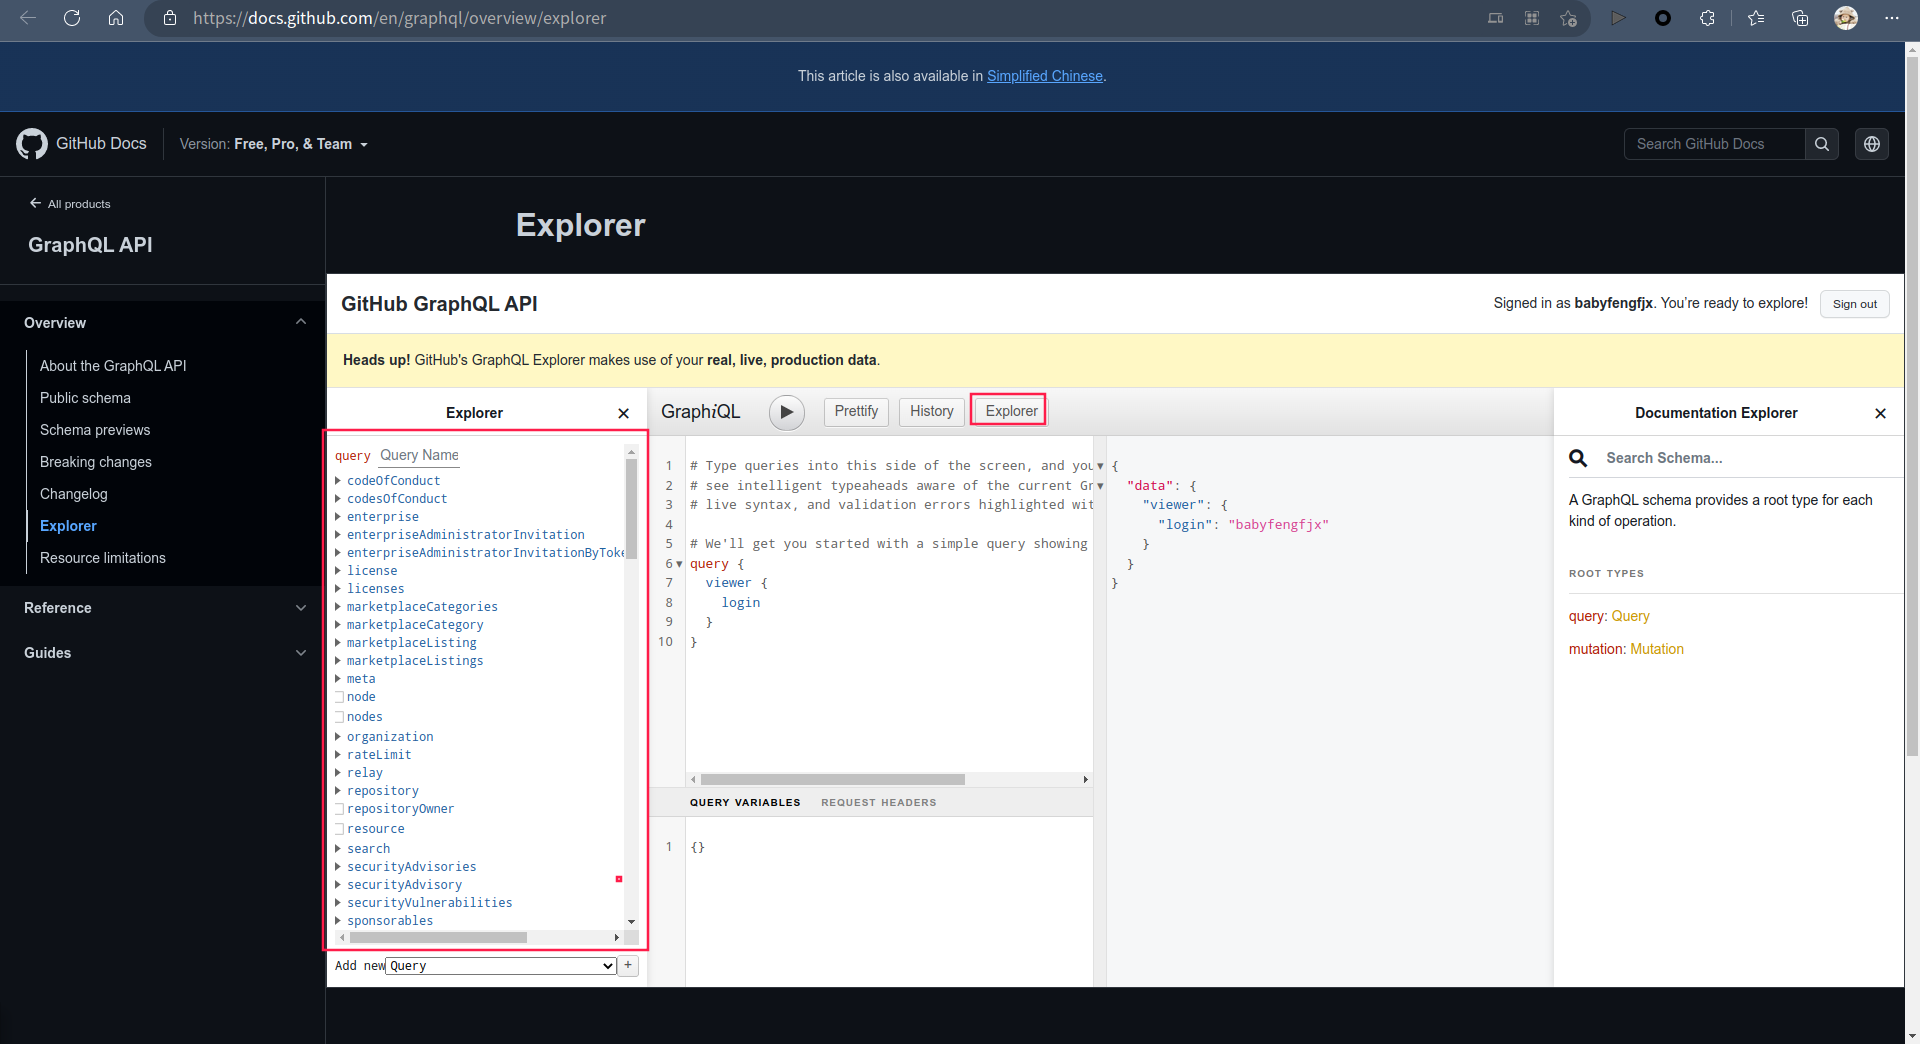 https://docs.github.com/en/graphql/overview/explorer
This article is also available in Simplified Chinese.
GitHub Docs
Version: Free, Pro, & Team
Search GitHub Docs
All products
GraphQL API
Overview
About the GraphQL API
Public schema
Schema previews
Breaking changes
Changelog
Explorer
Resource limitations
Reference
Guides
Explorer
GitHub GraphQL API
Signed in as babyfengfjx. You're ready to explore!
Sign out
Heads up! GitHub's GraphQL Explorer makes use of your real, live, production data.
Explorer
query Query Name
codeOfConduct
codesOfConduct
enterprise
enterpriseAdministratorInvitation
enterpriseAdministratorInvitationByToke
license
licenses
marketplaceCategories
marketplaceCategory
marketplaceListing
marketplaceListings
meta
node
nodes
organization
rateLimit
relay
repository
repositoryOwner
resource
search
securityAdvisories
securityAdvisory
securityVulnerabilities
sponsorables
Add new Query +
GraphiQL
Prettify
History
Explorer
1 # Type queries into this side of the screen, and you
2 # see intelligent typeaheads aware of the current Gr
3 # live syntax, and validation errors highlighted wit
4
5 # We'll get you started with a simple query showing
6 query {
7 viewer {
8 login
9 }
10 }
QUERY VARIABLES REQUEST HEADERS
1 {}
{
"data": {
"viewer": {
"login": "babyfengfjx"
}
}
}
Documentation Explorer
Search Schema...
A GraphQL schema provides a root type for each
kind of operation.
ROOT TYPES
query: Query
mutation: Mutation